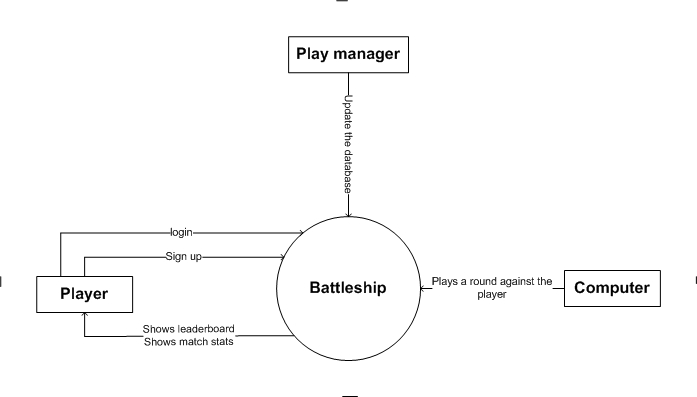 Play manager
Update the database
login
Sign up
Battleship
Plays a round against the
player
Computer
Player
Shows leaderboard
Shows match stats